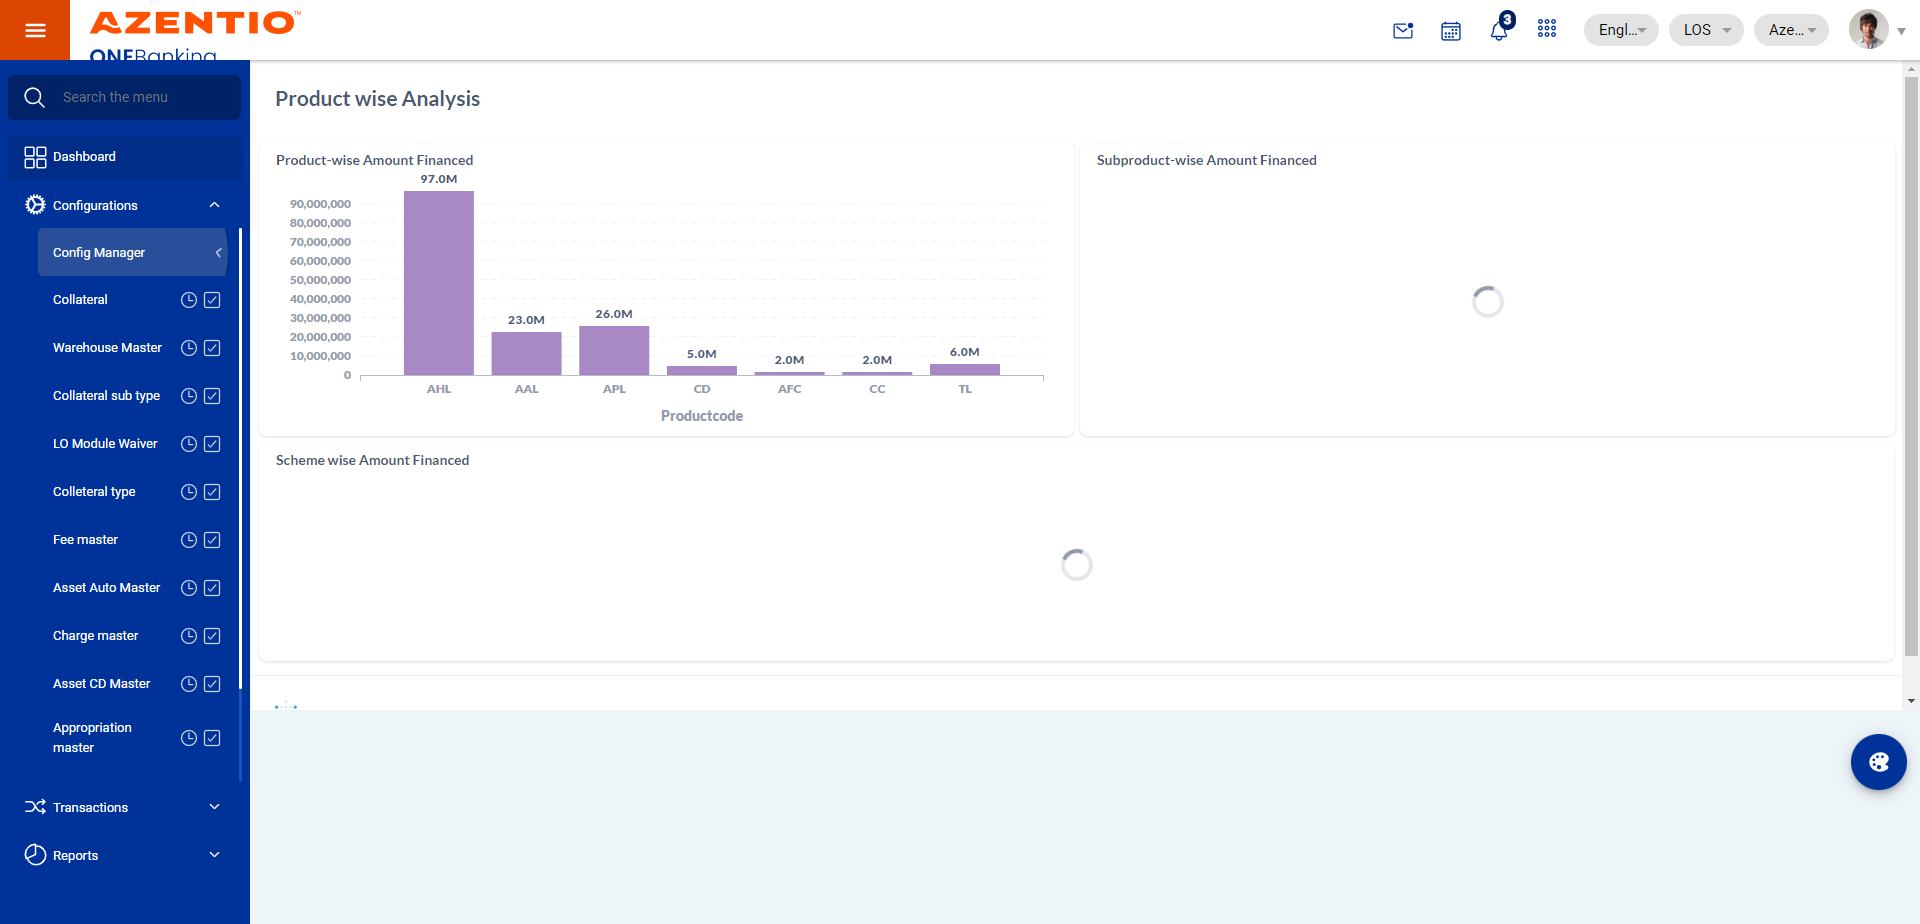 AZENTIO™
ONEBanking
3
Engl...
LOS
Aze...
Search the menu
Dashboard
Configurations
Config Manager
Collateral
Warehouse Master
Collateral sub type
LO Module Waiver
Colleteral type
Fee master
Asset Auto Master
Charge master
Asset CD Master
Appropriation
master
Transactions
Reports
Product wise Analysis
Product-wise Amount Financed
97.0M
90,000,000
80,000,000
70,000,000
60,000,000
50,000,000
40,000,000
30,000,000
20,000,000
10,000,000
0
23.0M
26.0M
5.0M
2.0M
2.0M
6.0M
AHL
AAL
APL
CD
AFC
CC
TL
Productcode
Subproduct-wise Amount Financed
Scheme wise Amount Financed